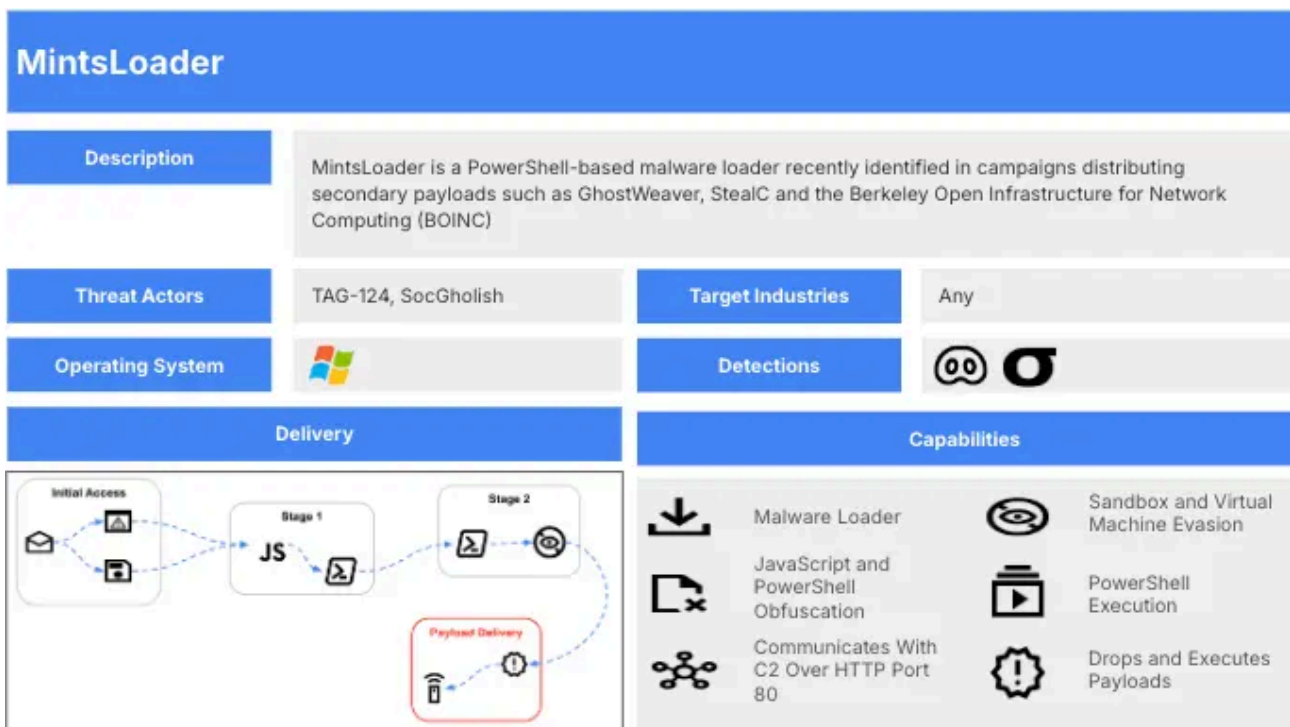 MintsLoader
Description
MintsLoader is a PowerShell-based malware loader recently identified in campaigns distributing
secondary payloads such as GhostWeaver, StealC and the Berkeley Open Infrastructure for Network
Computing (BOINC)
Threat Actors
TAG-124, SocGholish
Target Industries
Any
Operating System
Detections
Delivery
Initial Access
Stage 1
JS
Stage 2
Payload Delivery
Capabilities
Malware Loader
Sandbox and Virtual
Machine Evasion
JavaScript and
PowerShell
Obfuscation
PowerShell
Execution
Communicates With
C2 Over HTTP Port
80
Drops and Executes
Payloads